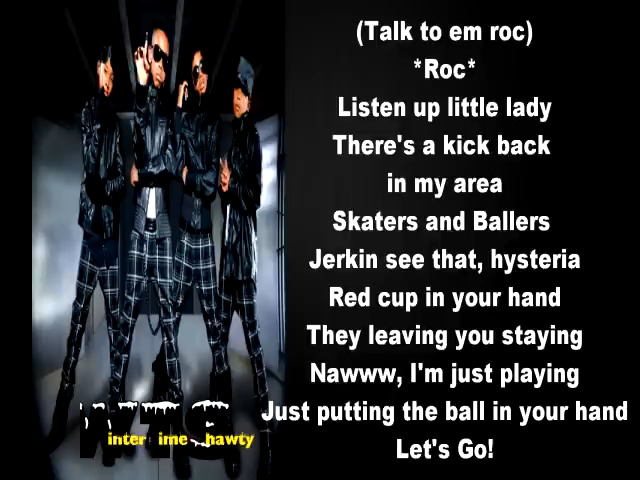 (Talk to em roc)
*Roc*
Listen up little lady
There's a kick back
in my area
Skaters and Ballers
Jerkin see that, hysteria
Red cup in your hand
They leaving you staying
Nawww, I'm just playing
Just putting the ball in your hand
Let's Go!
WTS
inter ime hawty